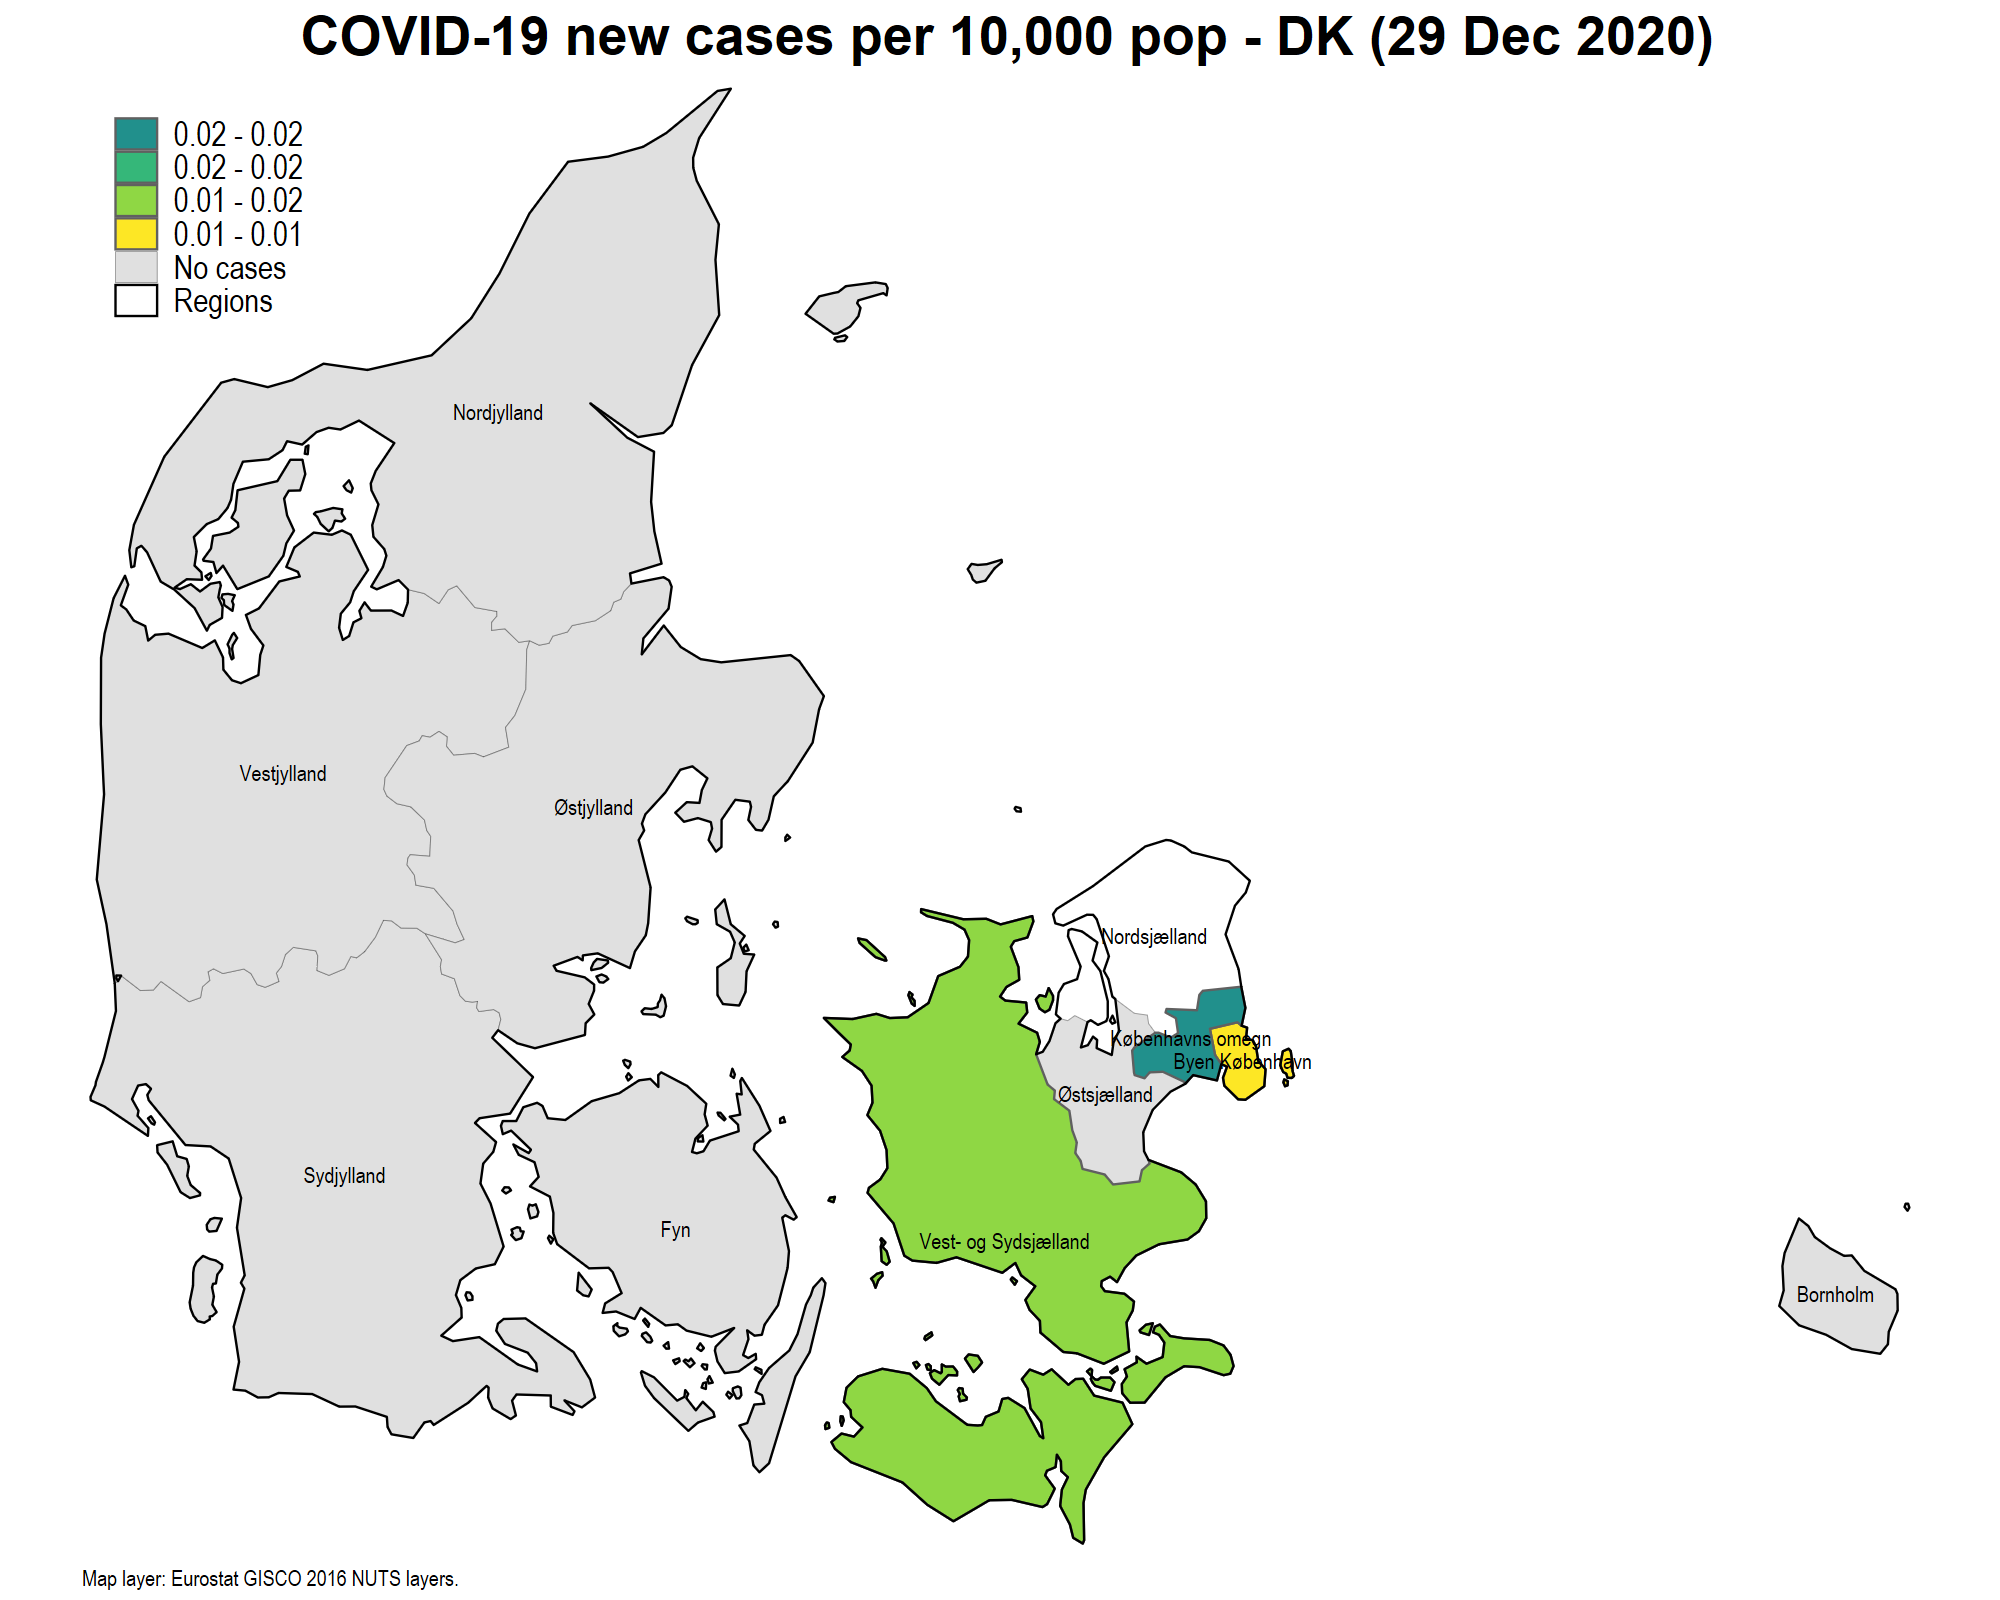 COVID-19 new cases per 10,000 pop - DK (29 Dec 2020)
0.02 - 0.02
0.02 - 0.02
0.01 - 0.02
0.01 - 0.01
No cases
Regions
Nordjylland
Vestjylland
Østjylland
Nordsjælland
Københavns omegn
Byen København
Østsjælland
Sydjylland
Fyn
Vest- og Sydsjælland
Bornholm
Map layer: Eurostat GISCO 2016 NUTS layers.